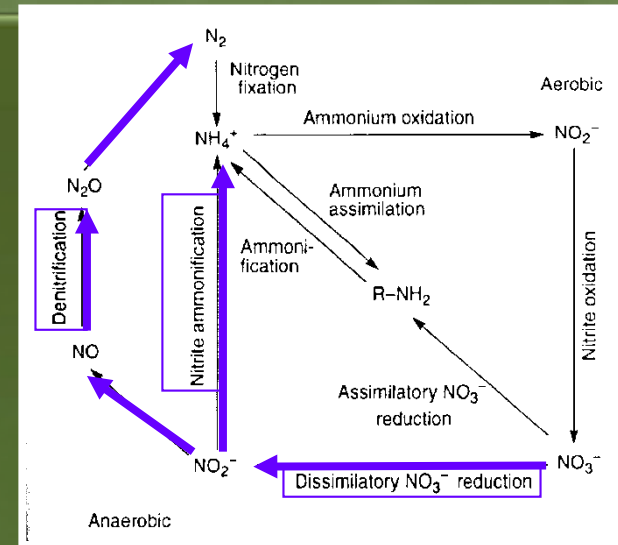 N₂
Nitrogen
fixation
Aerobic
NH₄⁺
Ammonium oxidation
NO₂⁻
N₂O
Ammonium
assimilation
Denitrification
Nitrite ammonification
Ammoni-
fication
R–NH₂
Nitrite oxidation
NO
Assimilatory NO₃⁻
reduction
NO₂⁻
NO₃⁻
Dissimilatory NO₃⁻ reduction
Anaerobic